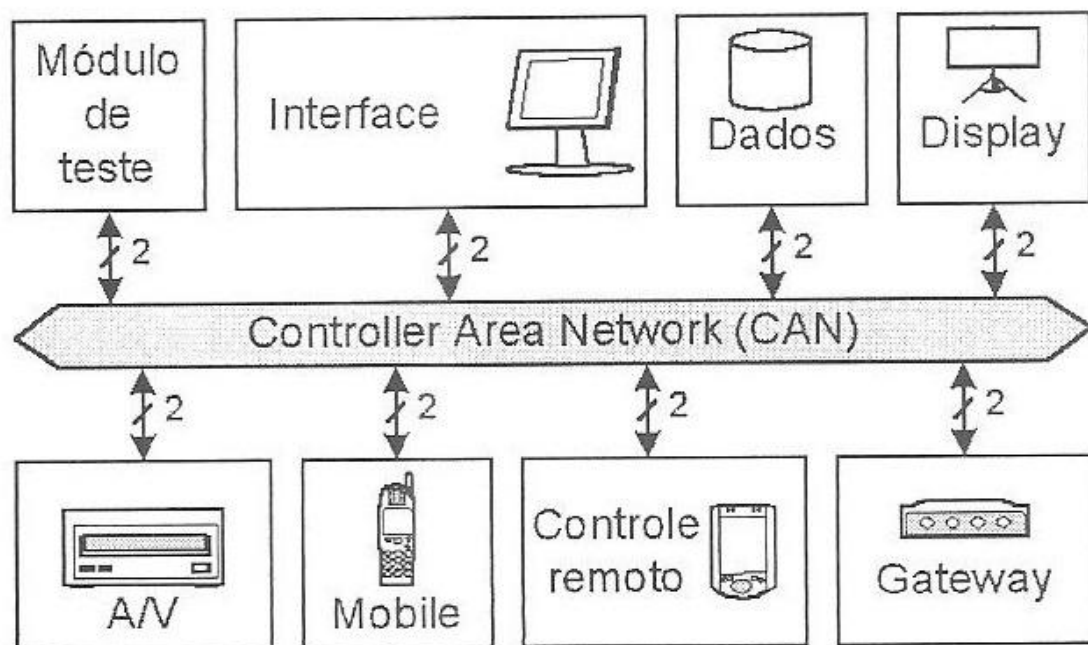 Módulo
de
teste
Interface
Dados
Display
2
2
2
2
Controller Area Network (CAN)
2
2
2
2
A/V
Mobile
Controle
remoto
Gateway